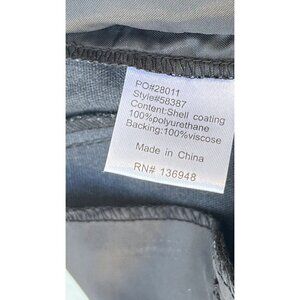 PO#28011
Style#58387
Content:Shell coating
100%polyurethane
Backing:100%viscose
Made in China
RN# 136948